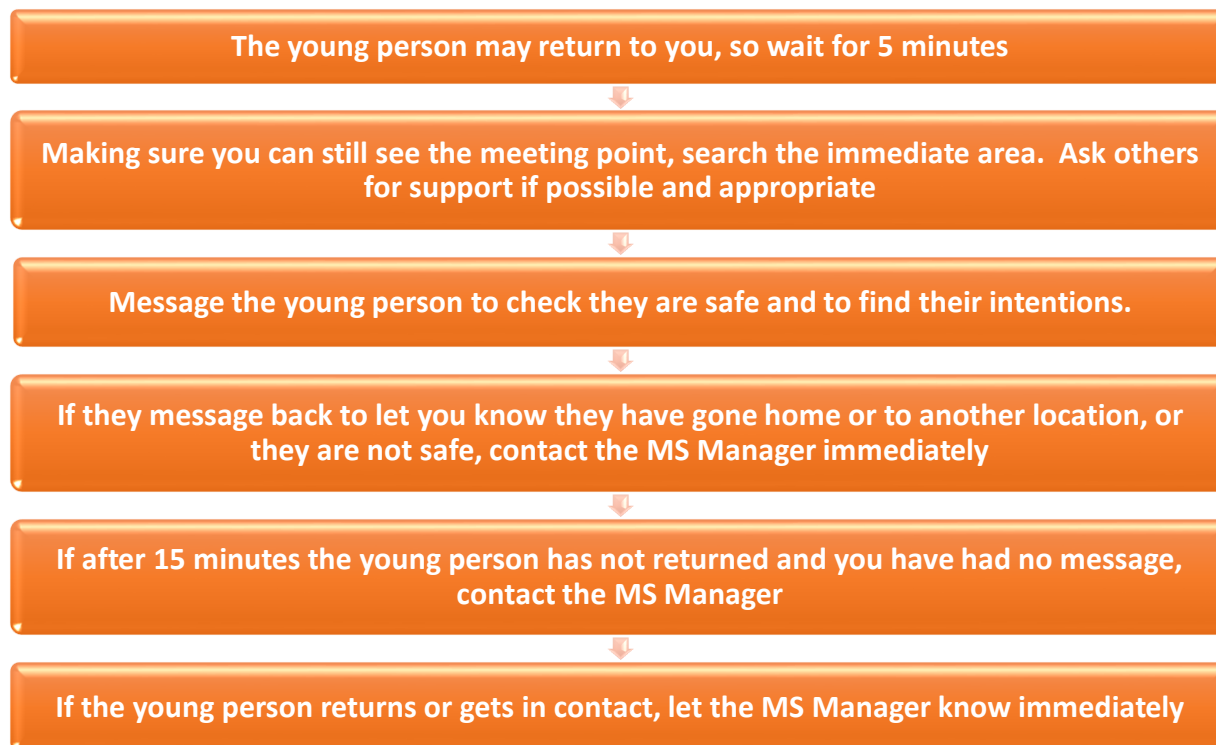 The young person may return to you, so wait for 5 minutes
Making sure you can still see the meeting point, search the immediate area.  Ask others
for support if possible and appropriate
Message the young person to check they are safe and to find their intentions.
If they message back to let you know they have gone home or to another location, or
they are not safe, contact the MS Manager immediately
If after 15 minutes the young person has not returned and you have had no message,
contact the MS Manager
If the young person returns or gets in contact, let the MS Manager know immediately